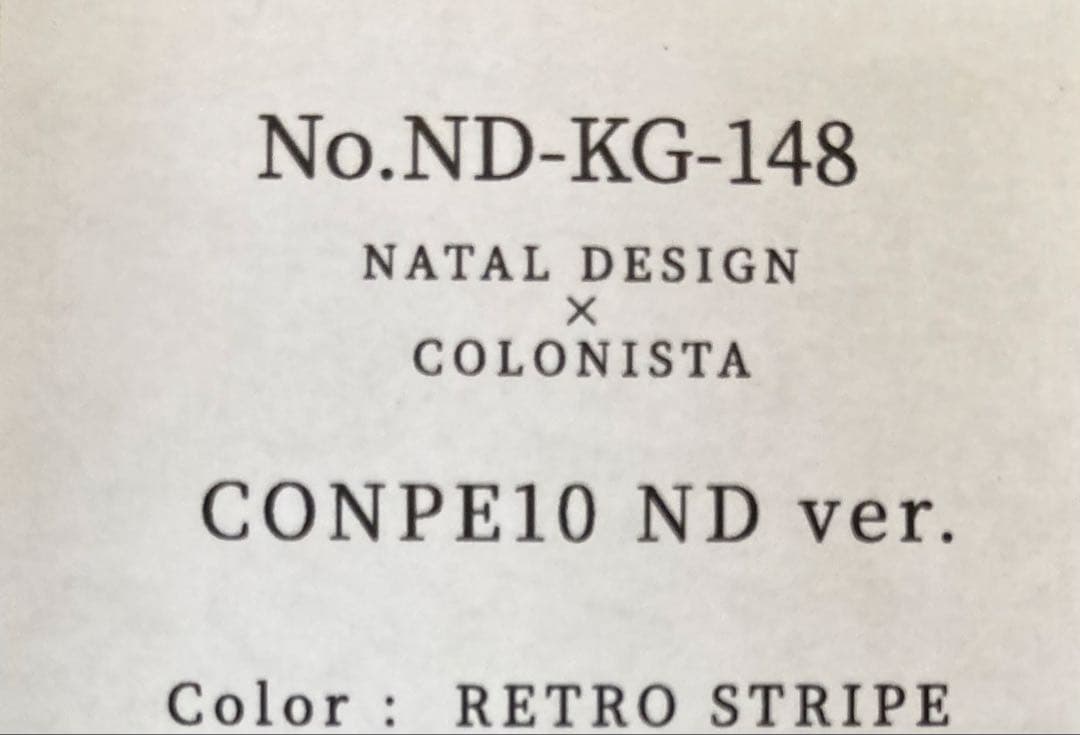 No.ND-KG-148
NATAL DESIGN
×
COLONISTA
CONPE10 ND ver.
Color : RETRO STRIPE